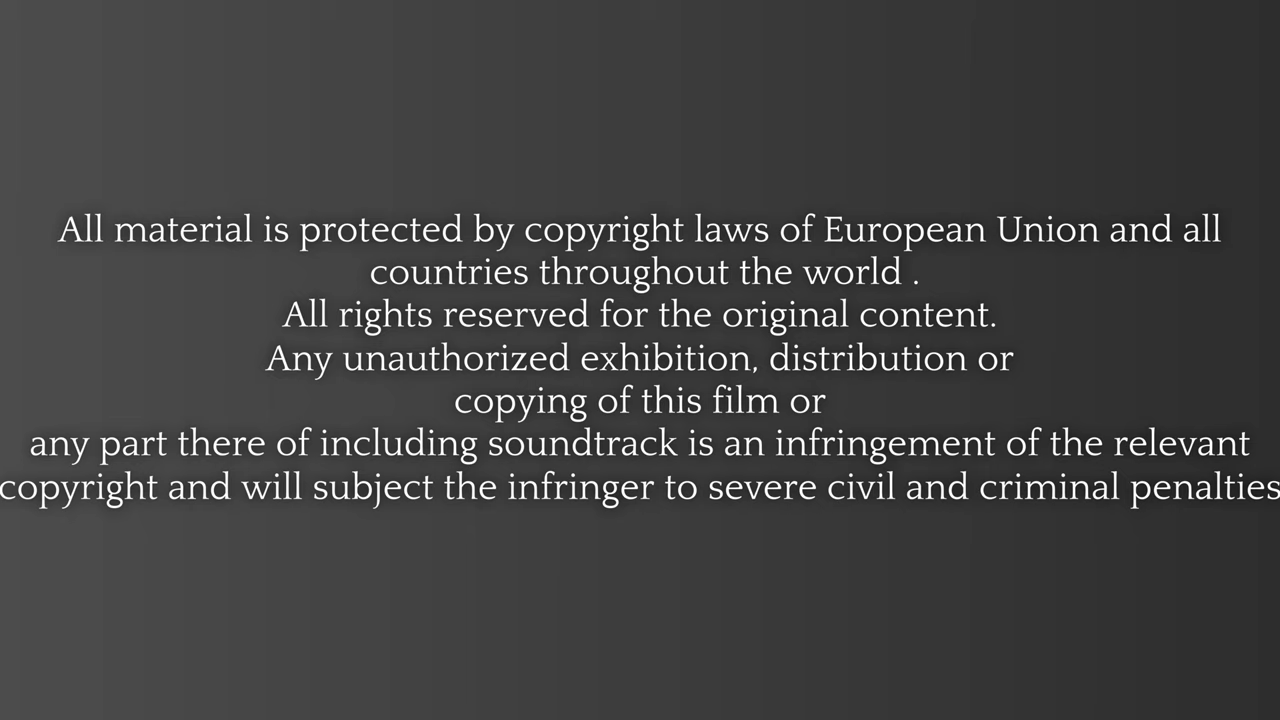 All material is protected by copyright laws of European Union and all
countries throughout the world .
All rights reserved for the original content.
Any unauthorized exhibition, distribution or
copying of this film or
any part there of including soundtrack is an infringement of the relevant
copyright and will subject the infringer to severe civil and criminal penalties